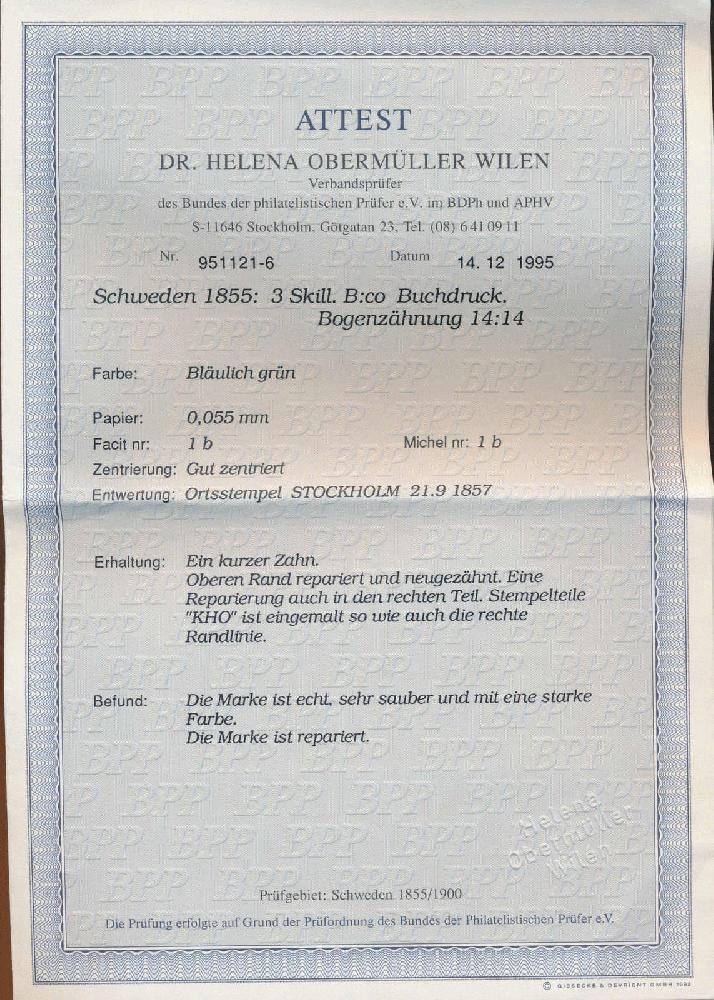 ATTEST
DR. HELENA OBERMÜLLER WILEN
Verbandsprüfer
des Bundes der philatelistischen Prüfer e.V. im BDPh und APHV
S-11646 Stockholm, Götgatan 23, Tel. (08) 6 41 09 11
Nr. 951121-6 Datum 14. 12 1995
Schweden 1855: 3 Skill. B:co Buchdruck.
Bogenzähnung 14:14
Farbe: Bläulich grün
Papier: 0,055 mm
Facit nr: 1 b Michel nr: 1 b
Zentrierung: Gut zentriert
Entwertung: Ortsstempel STOCKHOLM 21.9 1857
Erhaltung: Ein kurzer Zahn.
Oberen Rand repariert und neugezähnt. Eine
Reparierung auch in den rechten Teil. Stempelteile
"KHO" ist eingemalt so wie auch die rechte
Randlinie.
Befund: Die Marke ist echt, sehr sauber und mit eine starke
Farbe.
Die Marke ist repariert.
Helena
Obermüller
Wilén
Prüfgebiet: Schweden 1855/1900
Die Prüfung erfolgte auf Grund der Prüfordnung des Bundes der Philatelistischen Prüfer e.V.
© GIESECKE & DEVRIENT GMBH